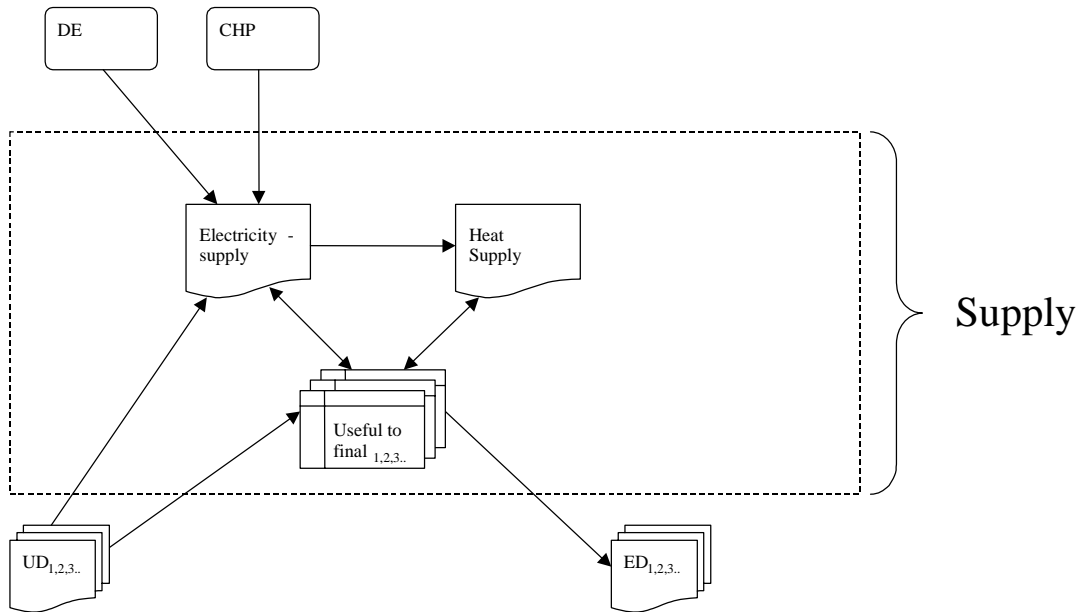 DE
CHP
Electricity -
supply
Heat
Supply
Supply
Useful to
final 1,2,3..
UD1,2,3..
ED1,2,3..